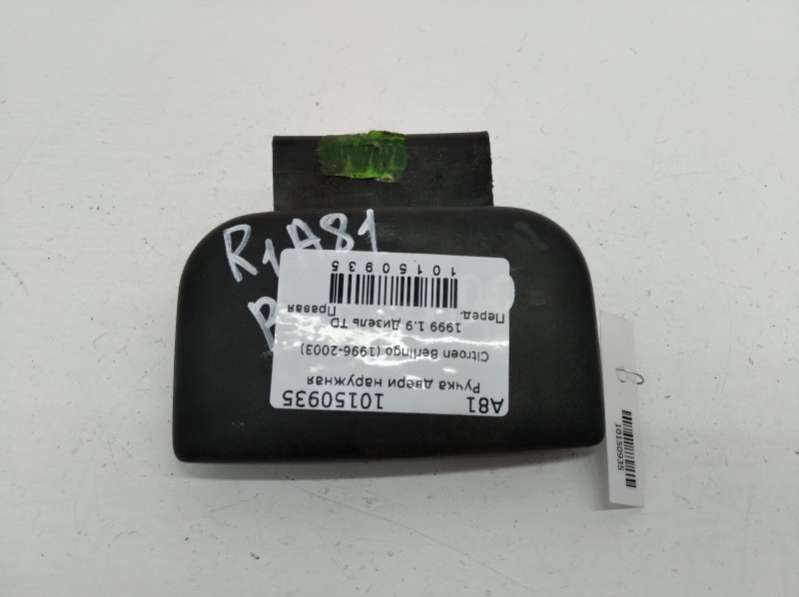 R1A81
A81 10150935
Ручка двери наружная
Citroen Berlingo (1996-2003)
1999 1.9 Дизель TD
Перед. Правая
10150935
10150935